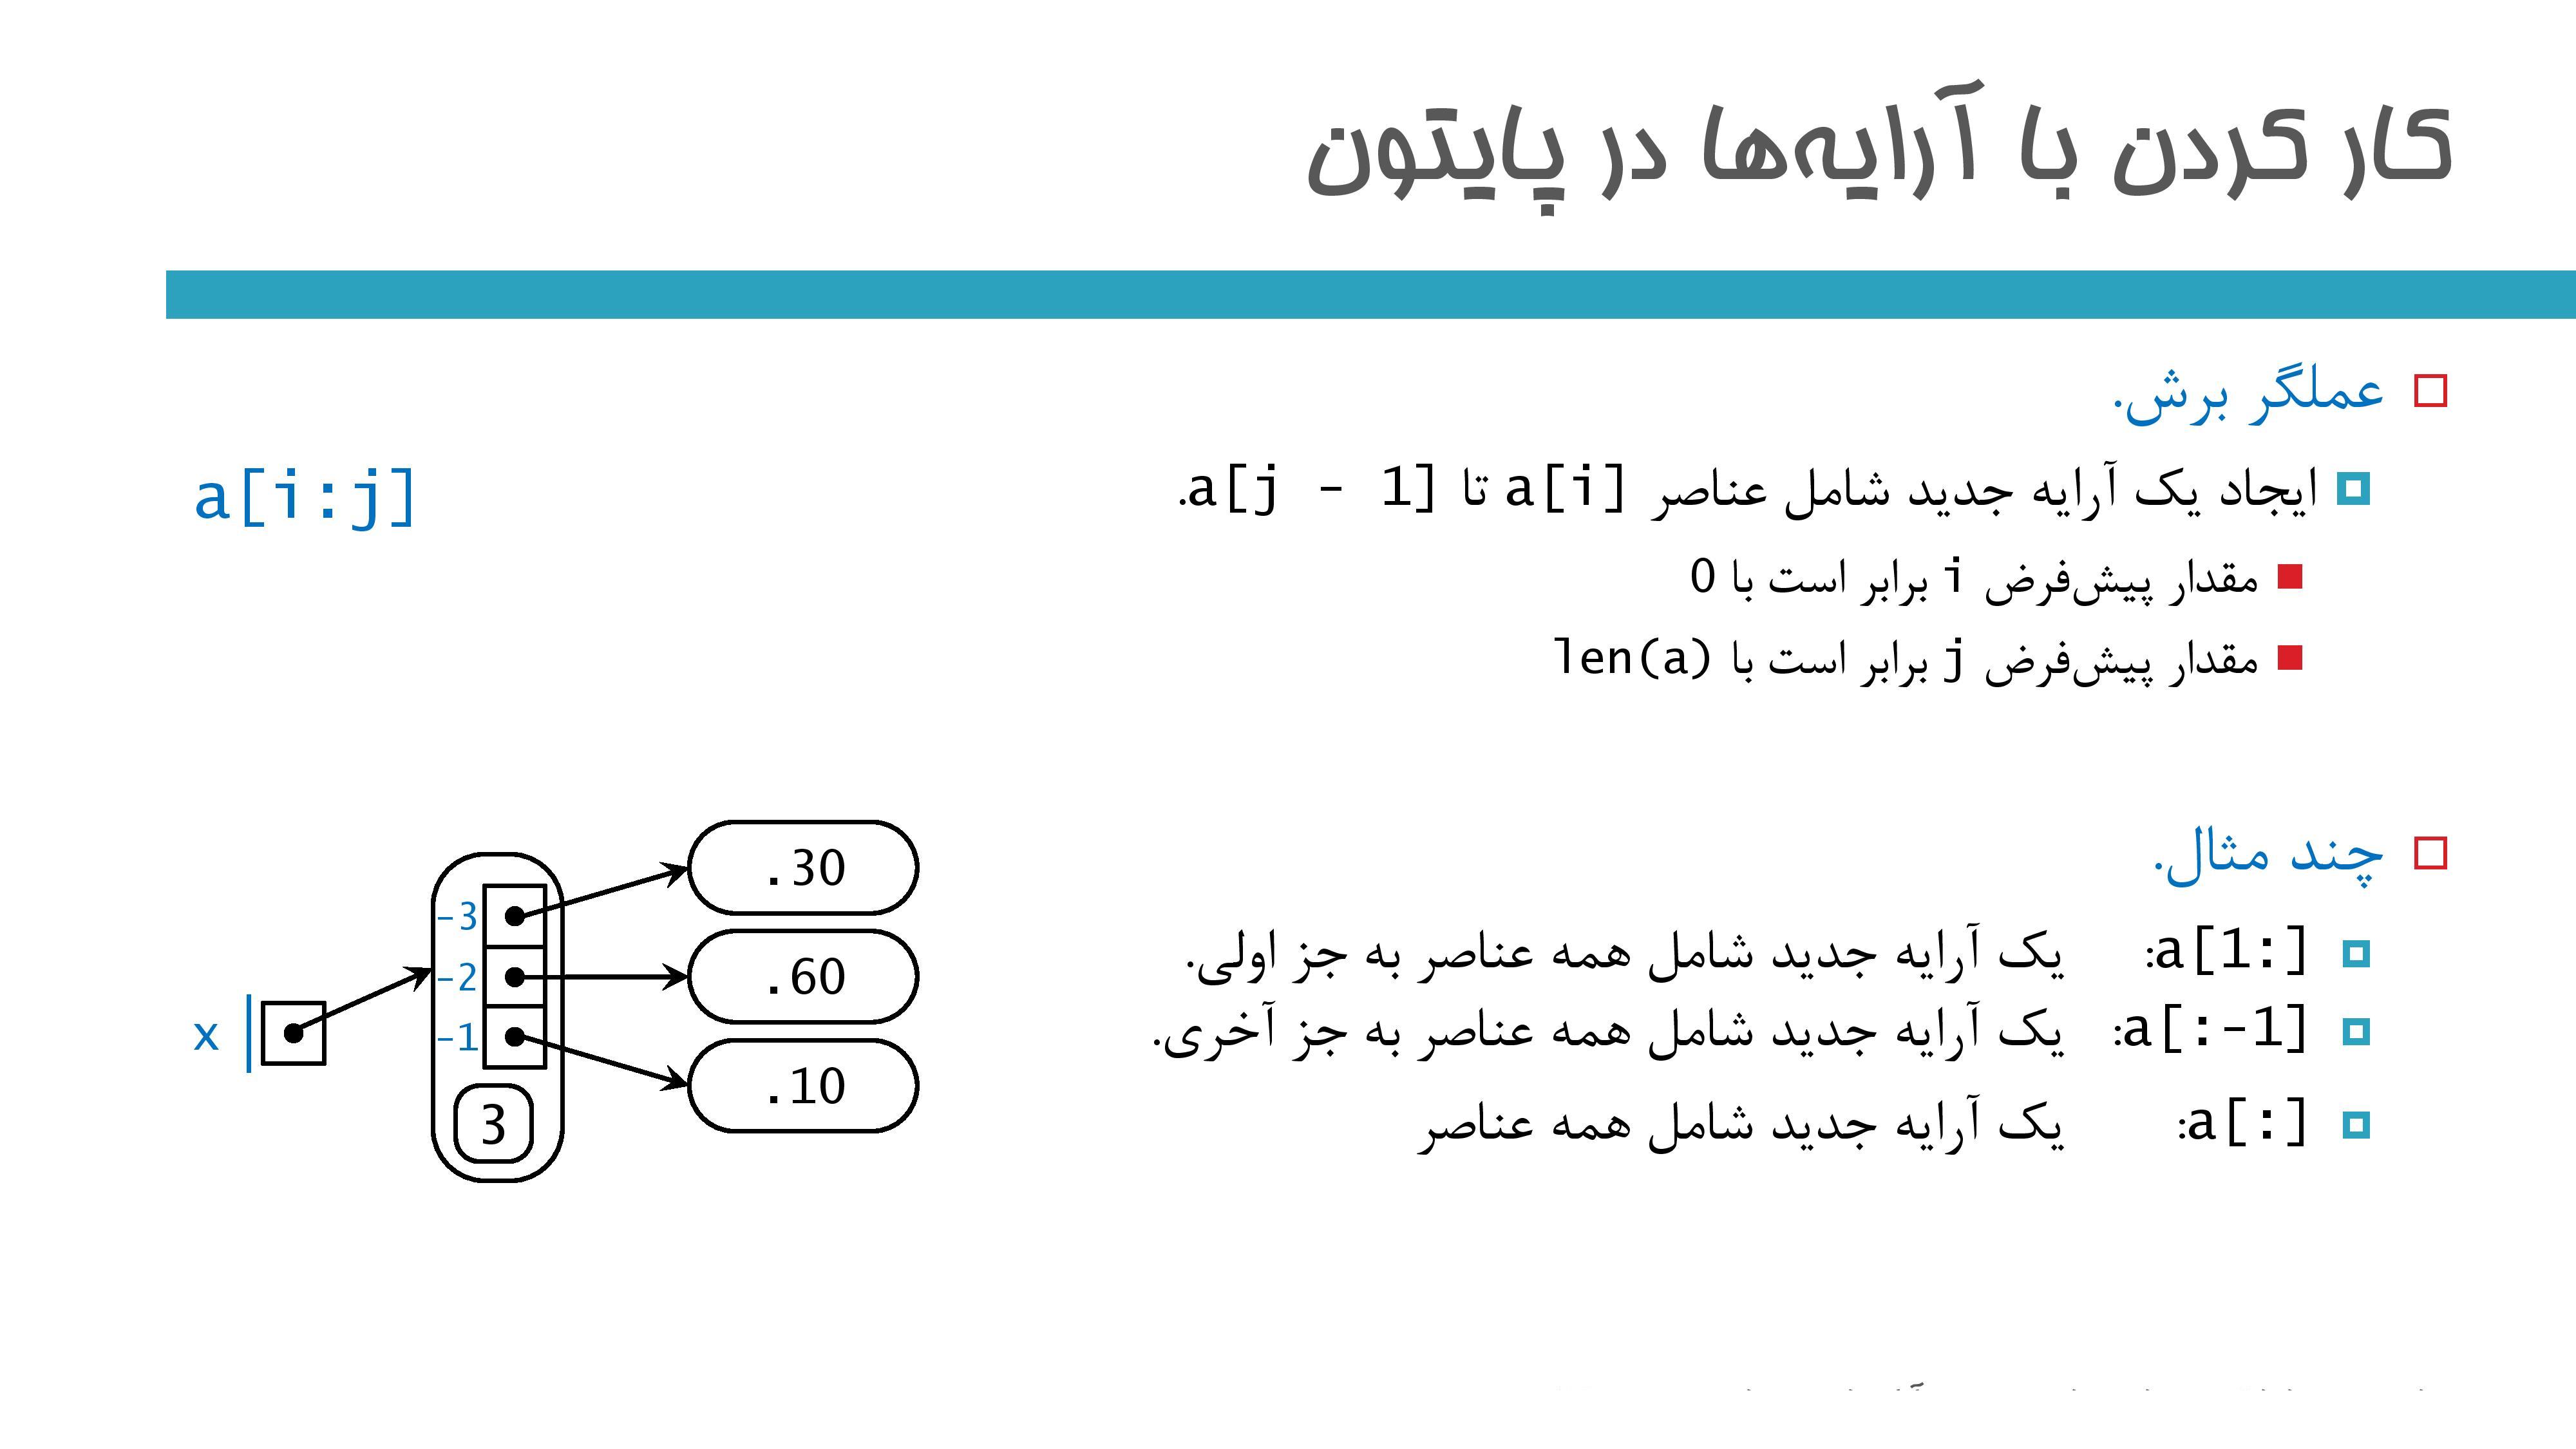 کار کردن با آرایه‌ها در پایتون
عملگر برش.
ایجاد یک آرایه جدید شامل عناصر a[i] تا a[j - 1].
a[i:j]
مقدار پیش‌فرض i برابر است با 0
مقدار پیش‌فرض j برابر است با len(a)
چند مثال.
a[1:]: یک آرایه جدید شامل همه عناصر به جز اولی.
a[:-1]: یک آرایه جدید شامل همه عناصر به جز آخری.
a[:]: یک آرایه جدید شامل همه عناصر
x
-3
-2
-1
3
.30
.60
.10